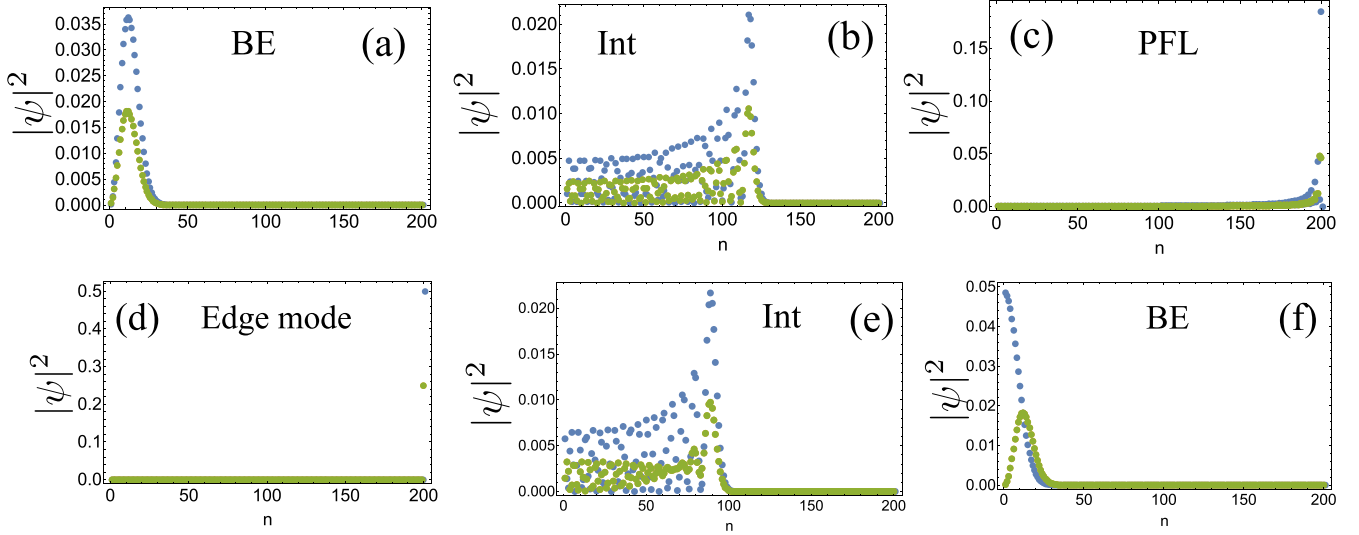 0.035
0.030
0.025
0.020
0.015
0.010
0.005
0.000
|ψ|²
BE
(a)
0 50 100 150 200
0.020
0.015
0.010
0.005
0.000
|ψ|²
Int
(b)
0 50 100 150 200
n
0.15
0.10
0.05
0.00
|ψ|²
(c)
PFL
0 50 100 150 200
n
0.5
0.4
0.3
0.2
0.1
0.0
|ψ|²
(d)
Edge mode
0 50 100 150 200
n
0.020
0.015
0.010
0.005
0.000
|ψ|²
Int
(e)
0 50 100 150 200
n
0.05
0.04
0.03
0.02
0.01
0.00
|ψ|²
BE
(f)
0 50 100 150 200
n